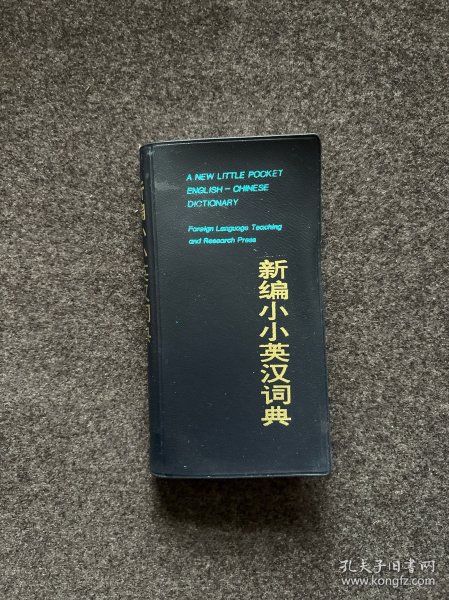 A NEW LITTLE POCKET
ENGLISH – CHINESE
DICTIONARY
Foreign Language Teaching
and Research Press
新编小小英汉词典
孔夫子旧书网
www.kongfz.com